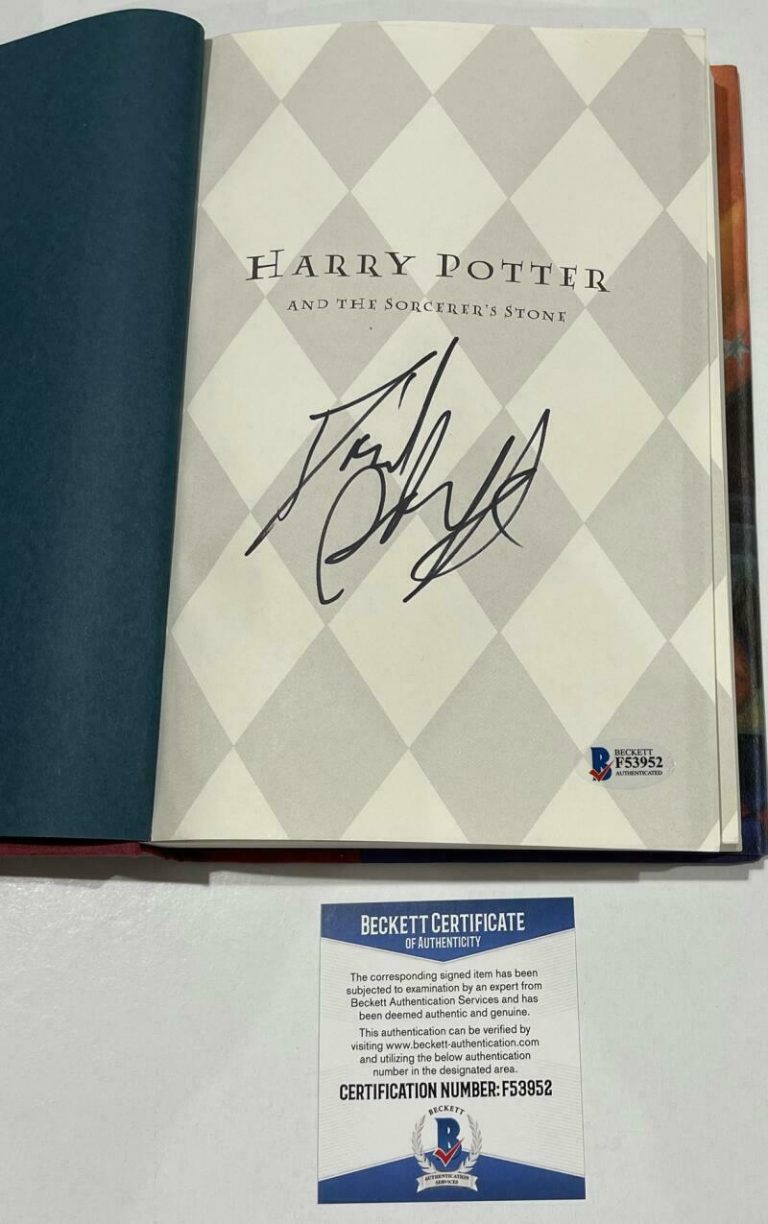 HARRY POTTER
AND THE SORCERER'S STONE
BECKETT
F53952
AUTHENTICATED
BECKETT CERTIFICATE
OF AUTHENTICITY
The corresponding signed item has been
subjected to examination by an expert from
Beckett Authentication Services and has
been deemed authentic and genuine.
This authentication can be verified by
visiting www.beckett-authentication.com
and utilizing the below authentication
number in the designated area.
CERTIFICATION NUMBER: F53952
BECKETT
B
AUTHENTICATION
SERVICES